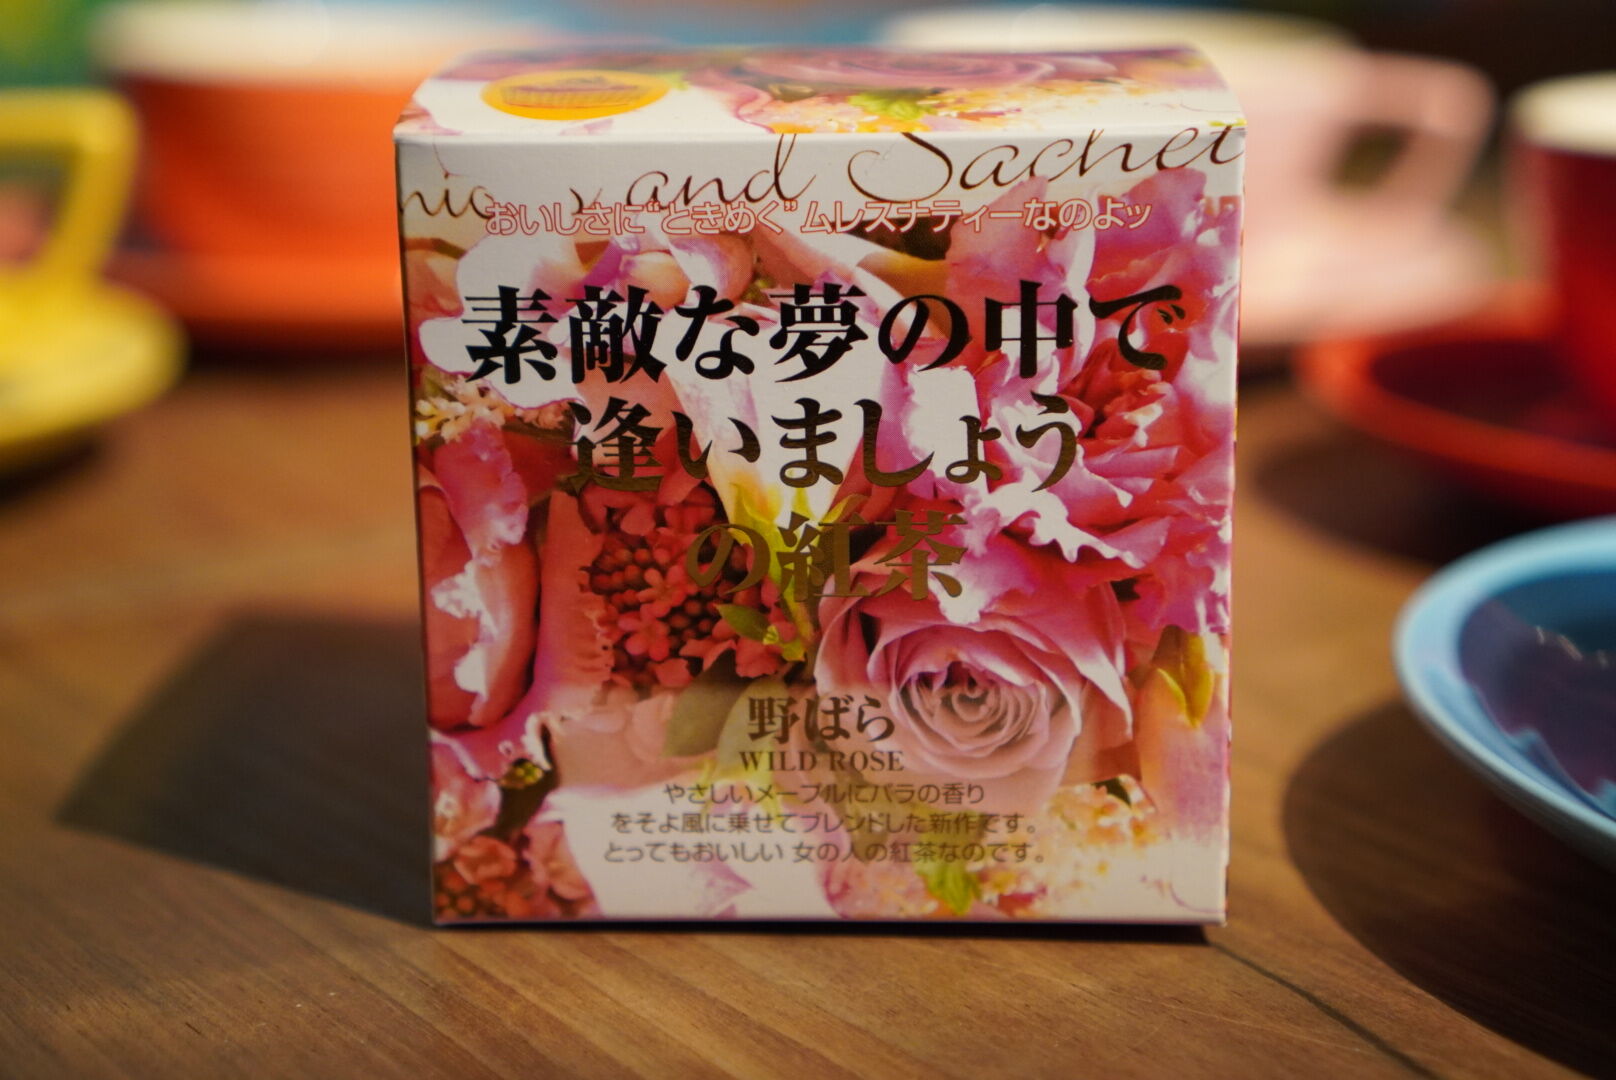 and Sachet
おいしさに“ときめく”ムレスナティーなのよッ
素敵な夢の中で
逢いましょう
の紅茶
野ばら
WILD ROSE
やさしいメープルにバラの香り
をそよ風に乗せてブレンドした新作です。
とってもおいしい 女の人の紅茶なのです。